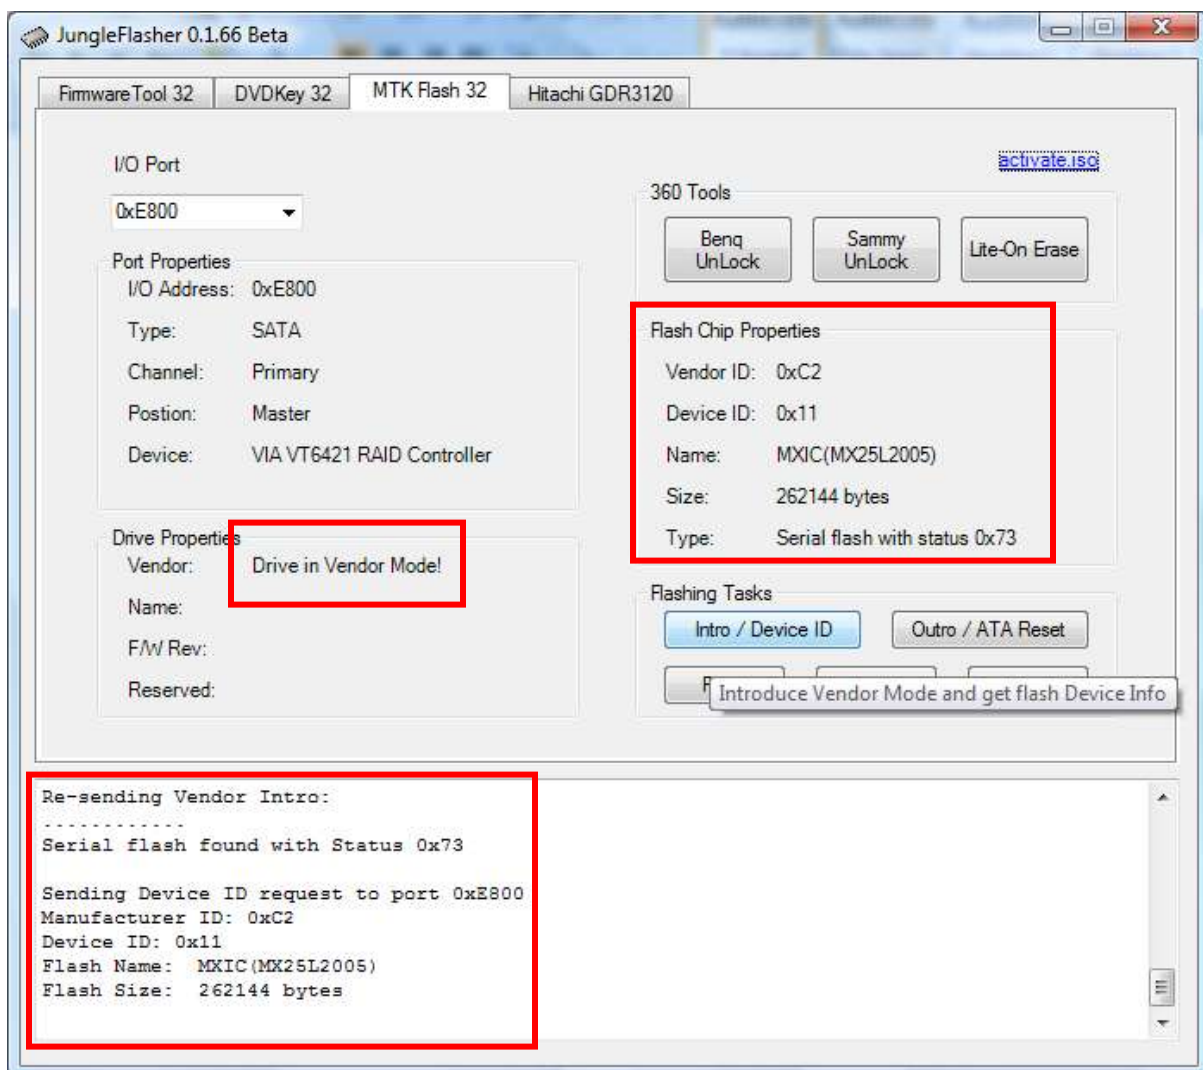 JungleFlasher 0.1.66 Beta
FirmwareTool 32
DVDKey 32
MTK Flash 32
Hitachi GDR3120
I/O Port
0xE800
activate.iso
Port Properties
I/O Address: 0xE800
Type: SATA
Channel: Primary
Postion: Master
Device: VIA VT6421 RAID Controller
Drive Properties
Vendor: Drive in Vendor Mode!
Name:
F/W Rev:
Reserved:
360 Tools
Benq
UnLock
Sammy
UnLock
Lite-On Erase
Flash Chip Properties
Vendor ID: 0xC2
Device ID: 0x11
Name: MXIC(MX25L2005)
Size: 262144 bytes
Type: Serial flash with status 0x73
Flashing Tasks
Intro / Device ID
Outro / ATA Reset
Introduce Vendor Mode and get flash Device Info
Re-sending Vendor Intro:
............
Serial flash found with Status 0x73
Sending Device ID request to port 0xE800
Manufacturer ID: 0xC2
Device ID: 0x11
Flash Name: MXIC(MX25L2005)
Flash Size: 262144 bytes